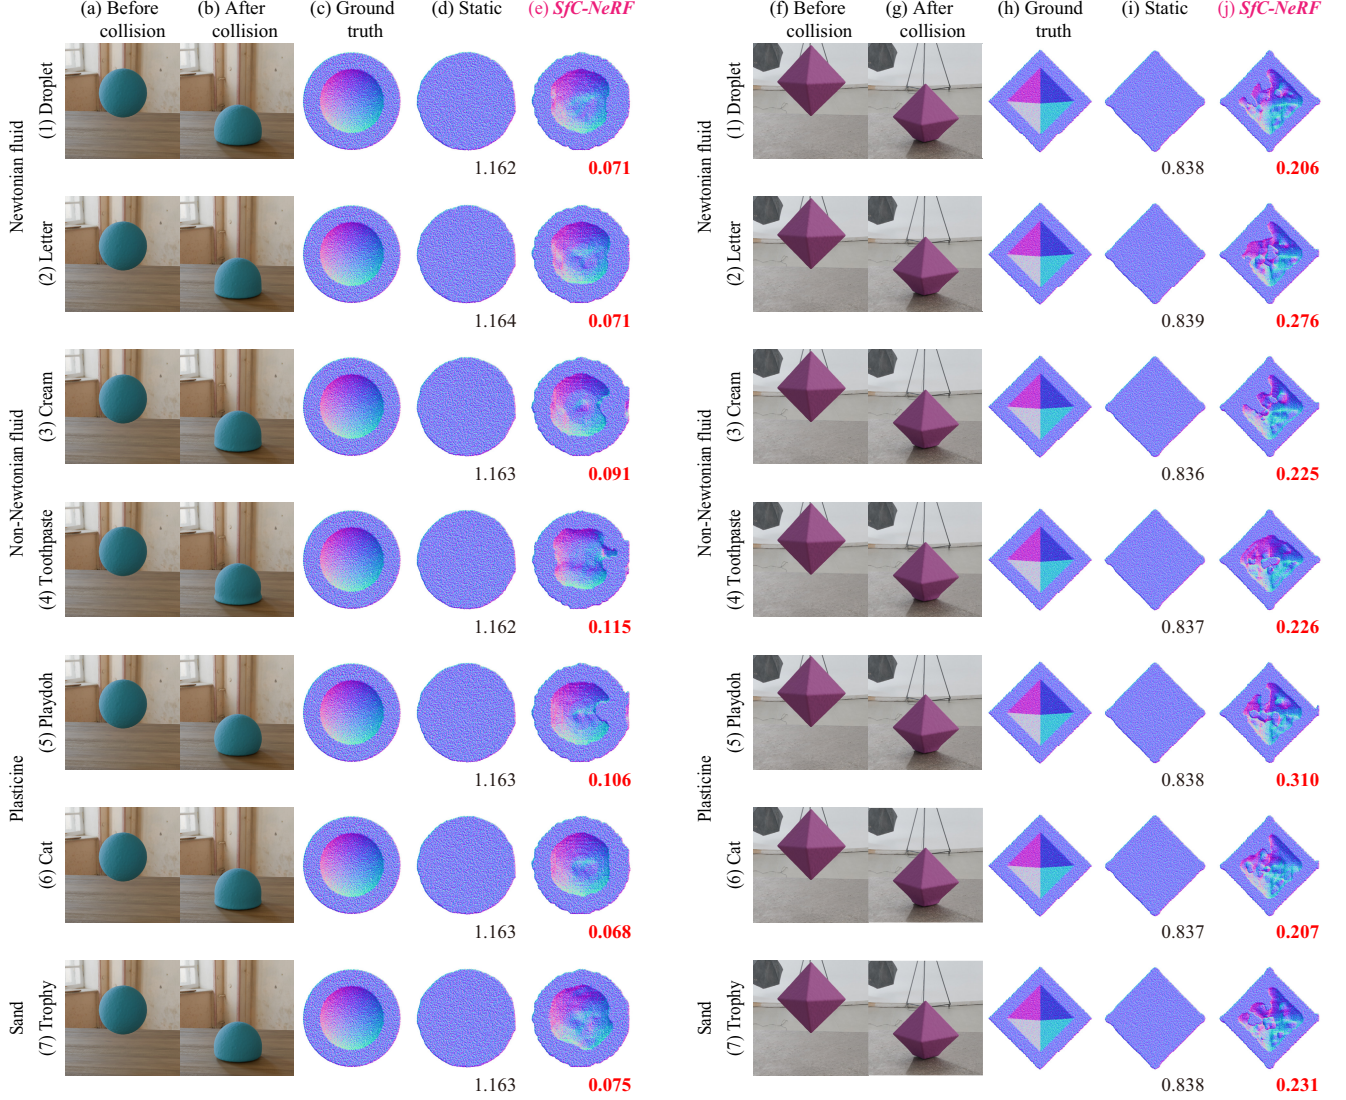 (a) Before collision
(b) After collision
(c) Ground truth
(d) Static
(e) SfC-NeRF
(f) Before collision
(g) After collision
(h) Ground truth
(i) Static
(j) SfC-NeRF
Newtonian fluid
(1) Droplet
1.162
0.071
Newtonian fluid
(1) Droplet
0.838
0.206
(2) Letter
1.164
0.071
(2) Letter
0.839
0.276
Non-Newtonian fluid
(3) Cream
1.163
0.091
Non-Newtonian fluid
(3) Cream
0.836
0.225
(4) Toothpaste
1.162
0.115
(4) Toothpaste
0.837
0.226
Plasticine
(5) Playdoh
1.163
0.106
Plasticine
(5) Playdoh
0.838
0.310
(6) Cat
1.163
0.068
(6) Cat
0.837
0.207
Sand
(7) Trophy
1.163
0.075
Sand
(7) Trophy
0.838
0.231